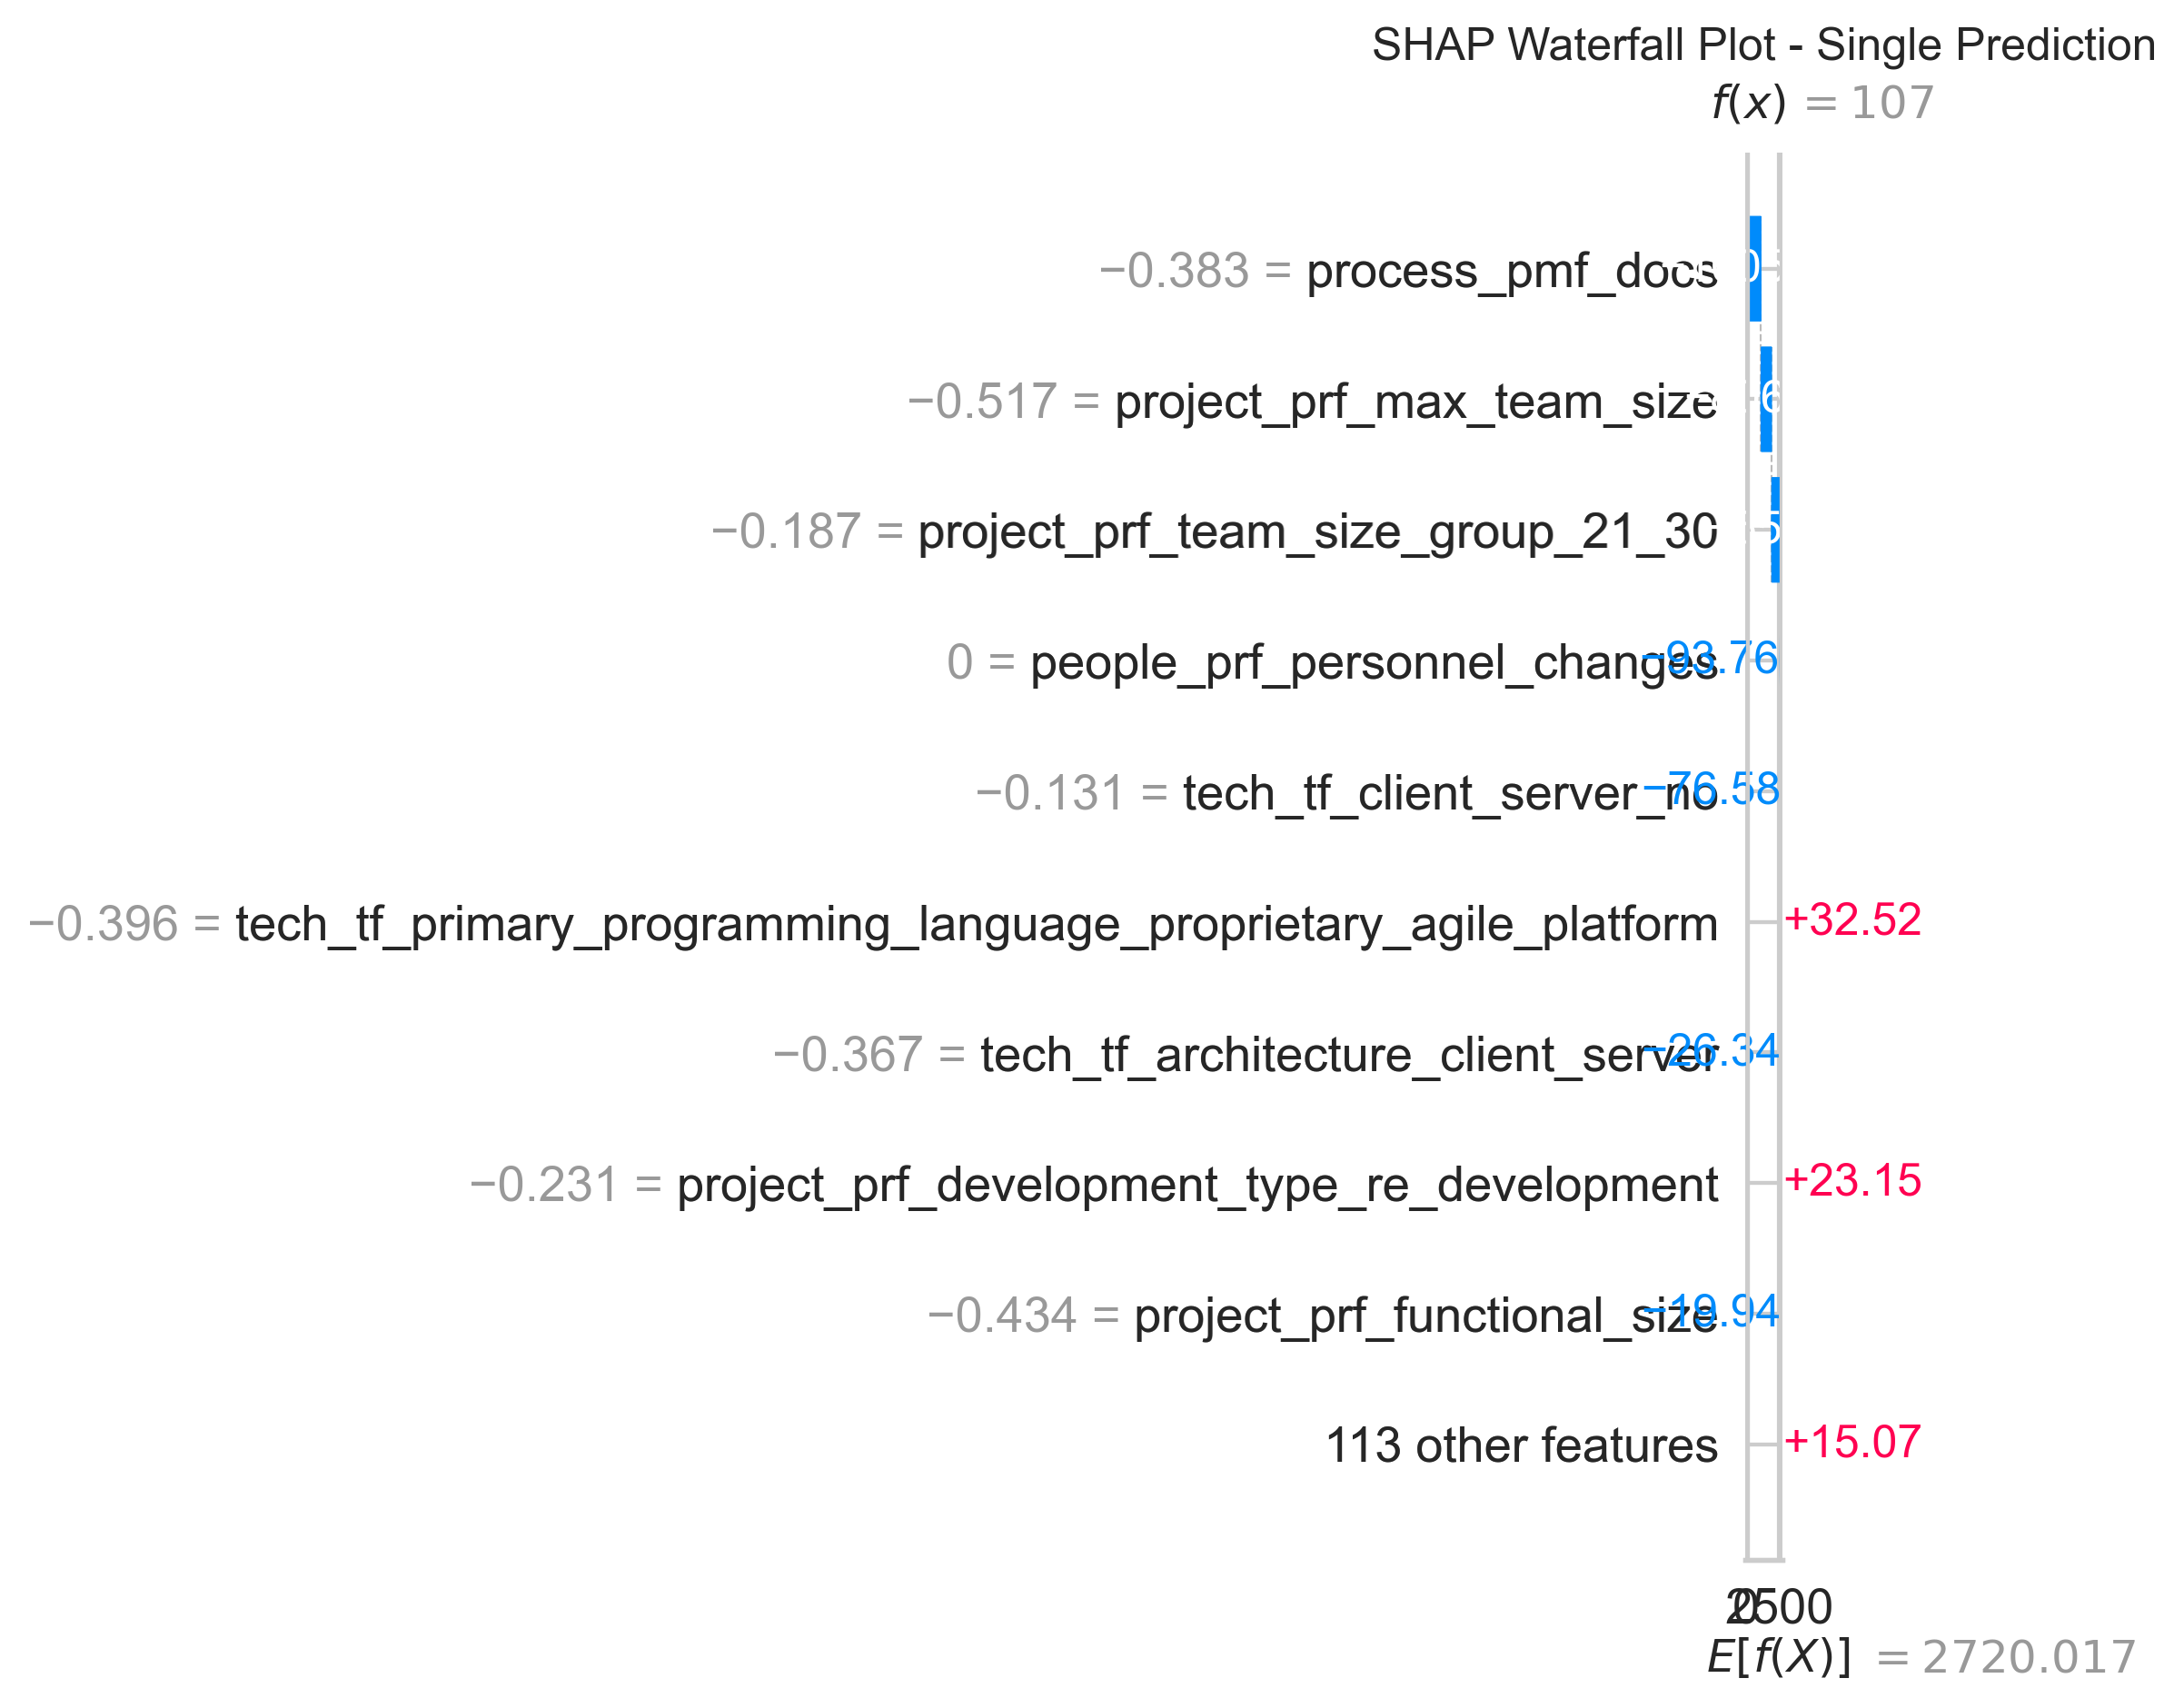 SHAP Waterfall Plot - Single Prediction
f(x) = 107
−0.383 = process_pmf_docs
−0.517 = project_prf_max_team_size
−0.187 = project_prf_team_size_group_21_30
0 = people_prf_personnel_changes −93.76
−0.131 = tech_tf_client_server_no −76.58
−0.396 = tech_tf_primary_programming_language_proprietary_agile_platform +32.52
−0.367 = tech_tf_architecture_client_server −26.34
−0.231 = project_prf_development_type_re_development +23.15
−0.434 = project_prf_functional_size −19.94
113 other features +15.07
0 2500
E[f(X)] = 2720.017